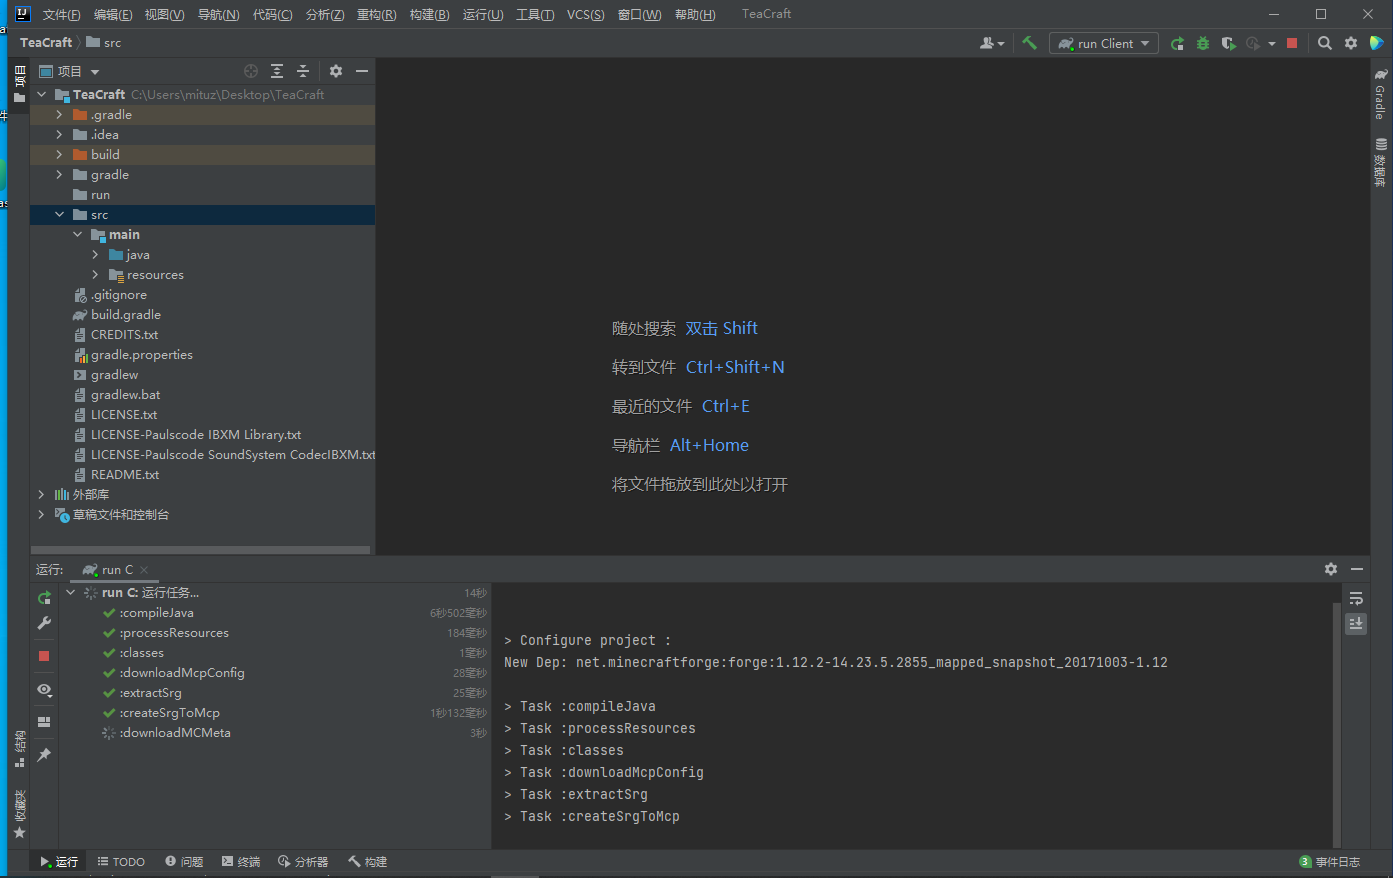 文件(F) 编辑(E) 视图(V) 导航(N) 代码(C) 分析(Z) 重构(R) 构建(B) 运行(U) 工具(T) VCS(S) 窗口(W) 帮助(H) TeaCraft
TeaCraft src
run Client
项目
项目
TeaCraft C:\Users\mituz\Desktop\TeaCraft
.gradle
.idea
build
gradle
run
src
main
java
resources
.gitignore
build.gradle
CREDITS.txt
gradle.properties
gradlew
gradlew.bat
LICENSE.txt
LICENSE-Paulscode IBXM Library.txt
LICENSE-Paulscode SoundSystem CodecIBXM.txt
README.txt
外部库
草稿文件和控制台
随处搜索 双击 Shift
转到文件 Ctrl+Shift+N
最近的文件 Ctrl+E
导航栏 Alt+Home
将文件拖放到此处以打开
Gradle
数据库
运行: run C
run C: 运行任务... 14秒
:compileJava 6秒502毫秒
:processResources 184毫秒
:classes 1毫秒
:downloadMcpConfig 28毫秒
:extractSrg 25毫秒
:createSrgToMcp 1秒132毫秒
:downloadMCMeta 3秒
> Configure project :
New Dep: net.minecraftforge:forge:1.12.2-14.23.5.2855_mapped_snapshot_20171003-1.12
> Task :compileJava
> Task :processResources
> Task :classes
> Task :downloadMcpConfig
> Task :extractSrg
> Task :createSrgToMcp
结构
收藏夹
运行 TODO 问题 终端 分析器 构建 3 事件日志